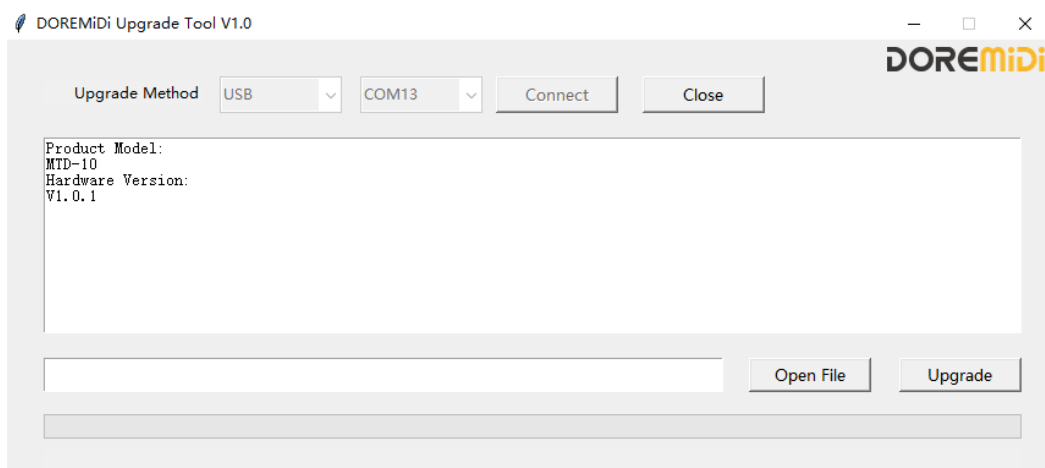 DOREMiDi Upgrade Tool V1.0
DOREMiDi
Upgrade Method USB COM13 Connect Close
Product Model:
MTD-10
Hardware Version:
V1.0.1
Open File Upgrade